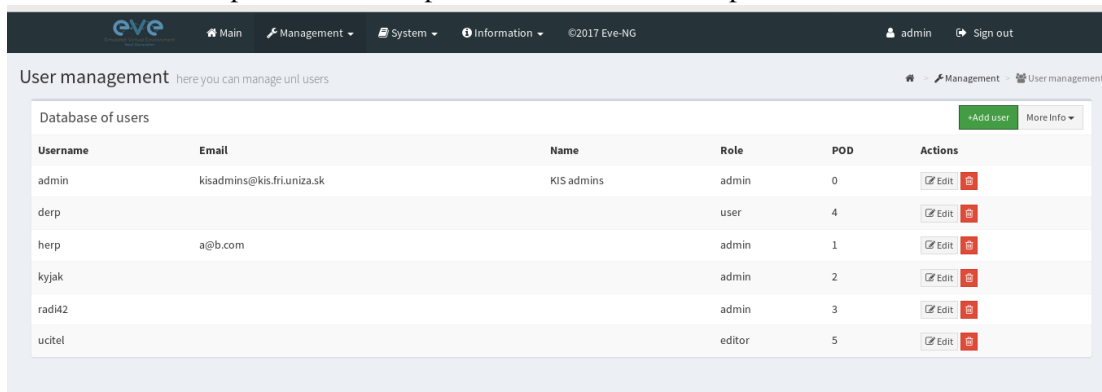 eve Main Management System Information ©2017 Eve-NG admin Sign out
User management here you can manage unl users > Management > User management
Database of users +Add user More Info
Username Email Name Role POD Actions
admin kisadmins@kis.fri.uniza.sk KIS admins admin 0 Edit
derp user 4 Edit
herp a@b.com admin 1 Edit
kyjak admin 2 Edit
radi42 admin 3 Edit
ucitel editor 5 Edit